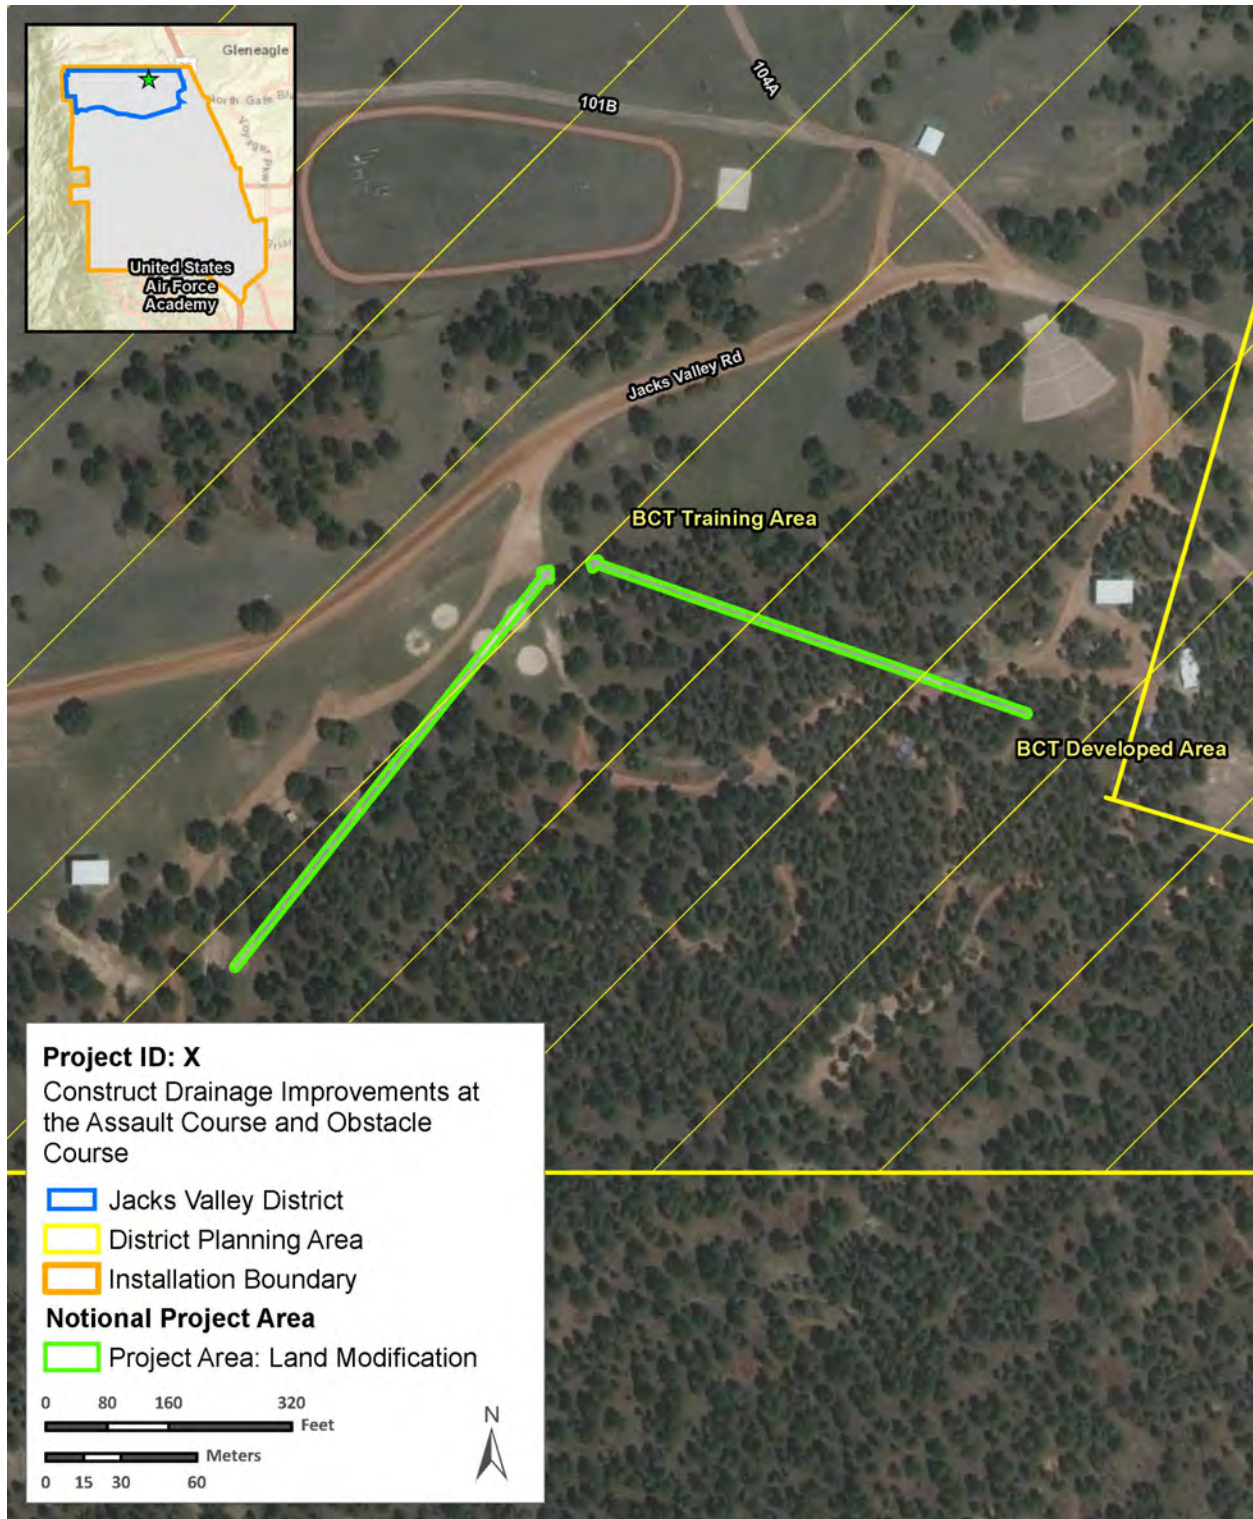 Gleneagle
North Gate Bl
Voyager Pkwy
Briar
United States
Air Force
Academy
104A
101B
Jacks Valley Rd
BCT Training Area
BCT Developed Area
Project ID: X
Construct Drainage Improvements at
the Assault Course and Obstacle
Course
Jacks Valley District
District Planning Area
Installation Boundary
Notional Project Area
Project Area: Land Modification
0 80 160 320
Feet
Meters
0 15 30 60
N